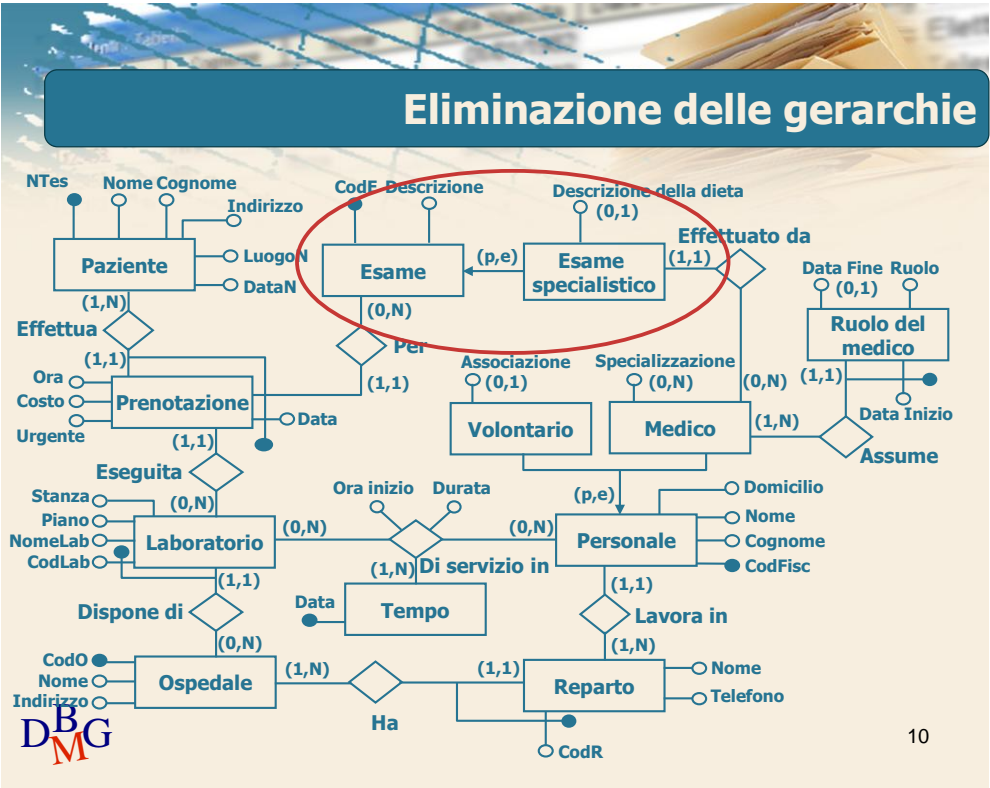 Eliminazione delle gerarchie
NTes
Nome Cognome
Indirizzo
LuogoN
DataN
Paziente
(1,N)
Effettua
(1,1)
CodE Descrizione
Esame
(p,e)
(0,N)
Per
(1,1)
Descrizione della dieta
(0,1)
Esame
specialistico
(1,1)
Effettuato da
(0,N)
Data Fine Ruolo
(0,1)
Ruolo del
medico
(1,1)
Data Inizio
Assume
(1,N)
Ora
Costo
Urgente
Prenotazione
Data
(1,1)
Eseguita
(0,N)
Associazione
(0,1)
Volontario
Specializzazione
(0,N)
Medico
(p,e)
Stanza
Piano
NomeLab
CodLab
Laboratorio
(0,N)
Ora inizio Durata
(0,N)
(1,N)
Di servizio in
Data
Tempo
Personale
Domicilio
Nome
Cognome
CodFisc
(1,1)
Lavora in
(1,N)
(1,1)
Dispone di
(0,N)
CodO
Nome
Indirizzo
Ospedale
(1,N)
Ha
(1,1)
Reparto
Nome
Telefono
CodR
DBMG
10